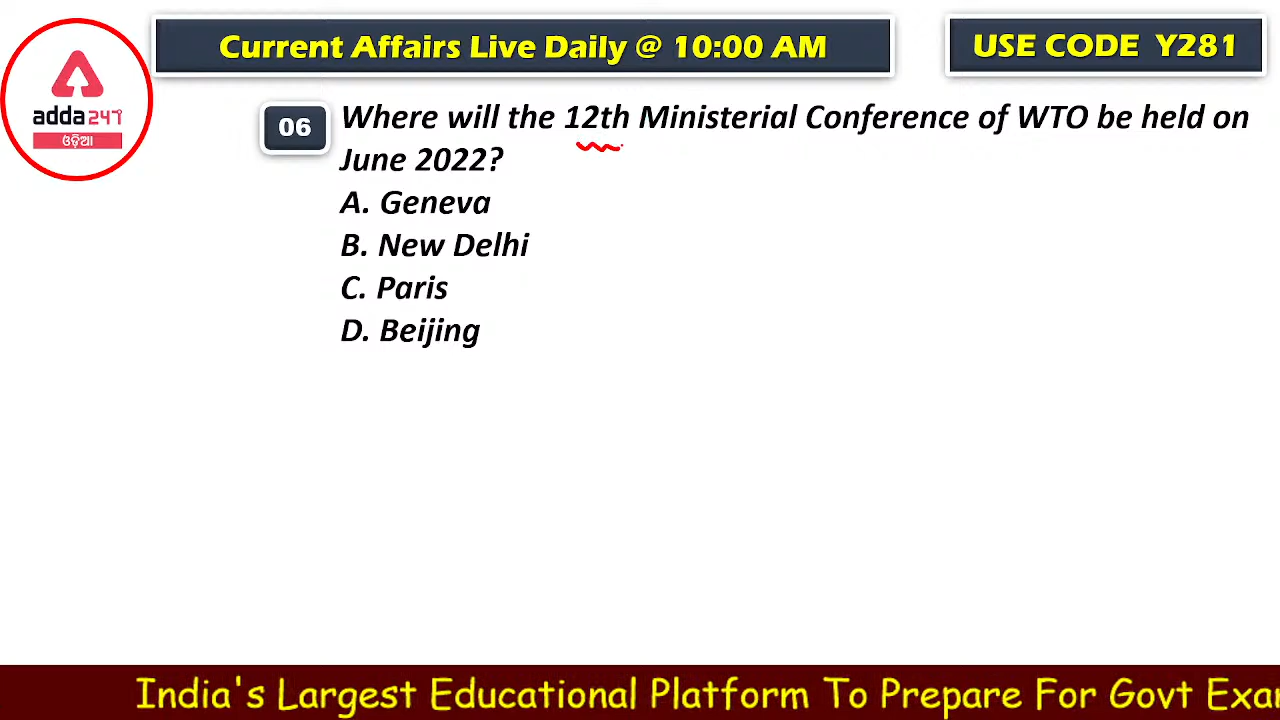 Current Affairs Live Daily @ 10:00 AM
USE CODE Y281
adda247
ଓଡ଼ିଆ
06
Where will the 12th Ministerial Conference of WTO be held on
June 2022?
A. Geneva
B. New Delhi
C. Paris
D. Beijing
India's Largest Educational Platform To Prepare For Govt Exa